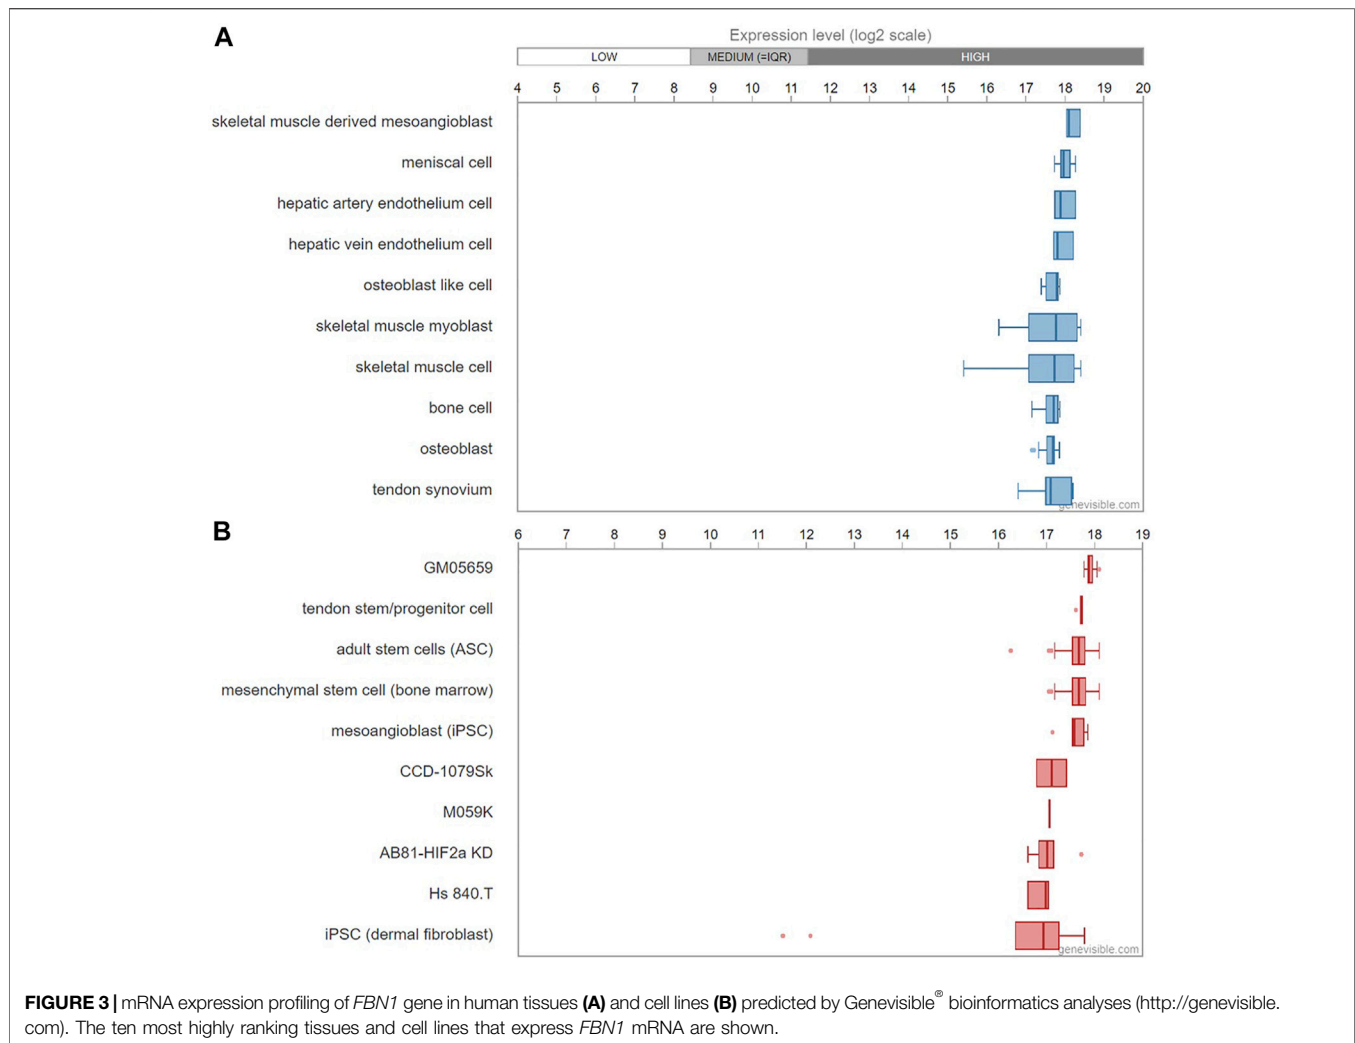 A
Expression level (log2 scale)
LOW MEDIUM (=IQR) HIGH
4 5 6 7 8 9 10 11 12 13 14 15 16 17 18 19 20
skeletal muscle derived mesoangioblast
meniscal cell
hepatic artery endothelium cell
hepatic vein endothelium cell
osteoblast like cell
skeletal muscle myoblast
skeletal muscle cell
bone cell
osteoblast
tendon synovium
genevisible.com
B
6 7 8 9 10 11 12 13 14 15 16 17 18 19
GM05659
tendon stem/progenitor cell
adult stem cells (ASC)
mesenchymal stem cell (bone marrow)
mesoangioblast (iPSC)
CCD-1079Sk
M059K
AB81-HIF2a KD
Hs 840.T
iPSC (dermal fibroblast)
genevisible.com
FIGURE 3 | mRNA expression profiling of FBN1 gene in human tissues (A) and cell lines (B) predicted by Genevisible® bioinformatics analyses (http://genevisible.
com). The ten most highly ranking tissues and cell lines that express FBN1 mRNA are shown.